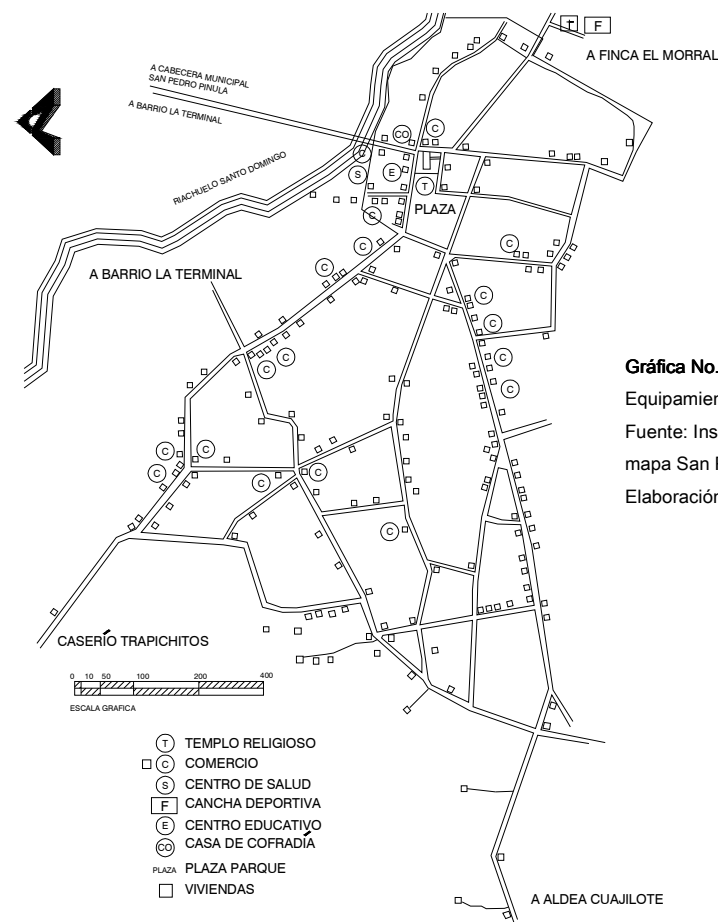 T F
A FINCA EL MORRAL
A CABECERA MUNICIPAL
SAN PEDRO PINULA
A BARRIO LA TERMINAL
CO C
C
S E
T
RIACHUELO SANTO DOMINGO
PLAZA
C
C C
C
A BARRIO LA TERMINAL
C
C
C C
C
Gráfica No.
Equipamien
Fuente: Ins
mapa San
Elaboración
C C
C C C
C
CASERÍO TRAPICHITOS
0 10 50 100 200 400
ESCALA GRAFICA
T TEMPLO RELIGIOSO
C COMERCIO
S CENTRO DE SALUD
F CANCHA DEPORTIVA
E CENTRO EDUCATIVO
CO CASA DE COFRADÍA
PLAZA PLAZA PARQUE
VIVIENDAS
A ALDEA CUAJILOTE